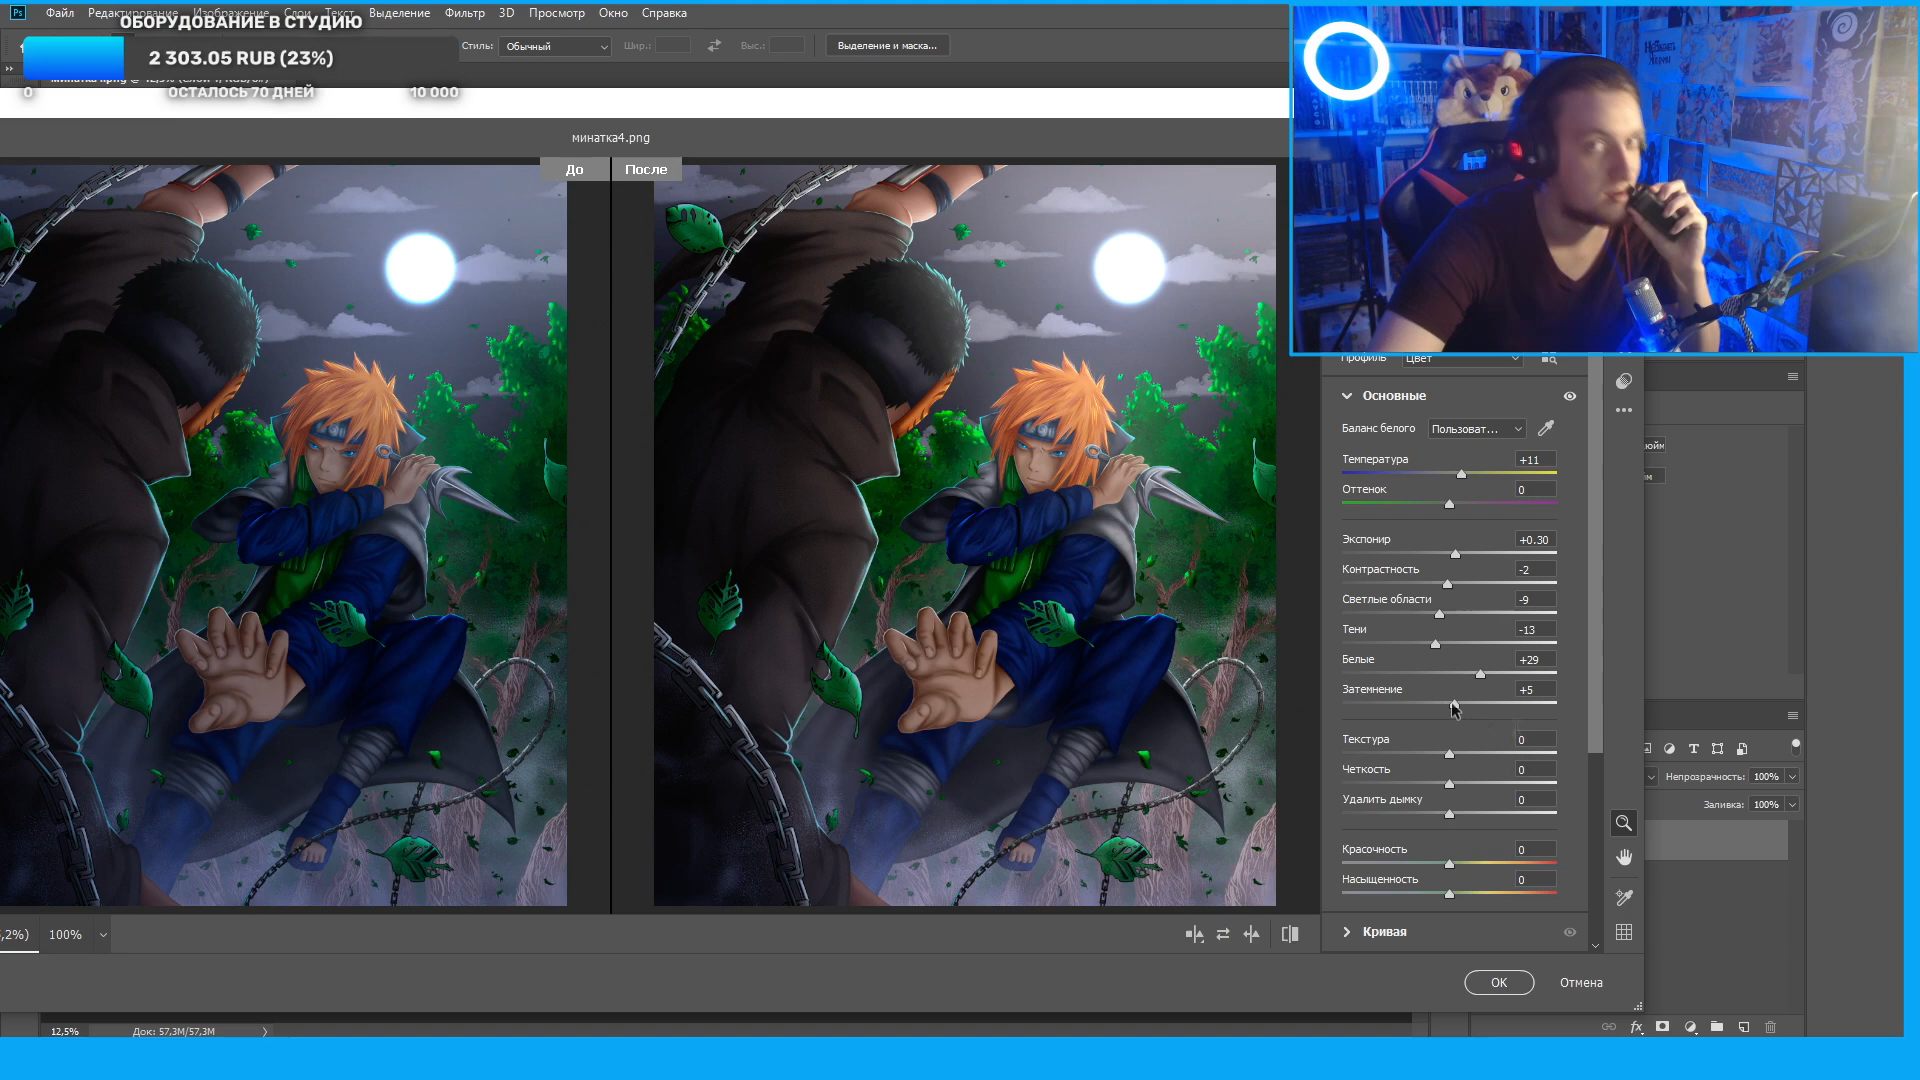 Файл Редактирование Изображение Слои Текст Выделение Фильтр 3D Просмотр Окно Справка
ОБОРУДОВАНИЕ В СТУДИЮ
2 303.05 RUB (23%)
0 ОСТАЛОСЬ 70 ДНЕЙ 10 000
Стиль: Обычный Шир.: Выс.: Выделение и маска...
минатка4.png
До После
Профиль Цвет
Основные
Баланс белого Пользоват...
Температура +11
Оттенок 0
Экспонир +0.30
Контрастность -2
Светлые области -9
Тени -13
Белые +29
Затемнение +5
Текстура 0
Четкость 0
Удалить дымку 0
Красочность 0
Насыщенность 0
Кривая
Непрозрачность: 100%
Заливка: 100%
,2%) 100%
OK Отмена
12,5% Док: 57,3M/57,3M
fx